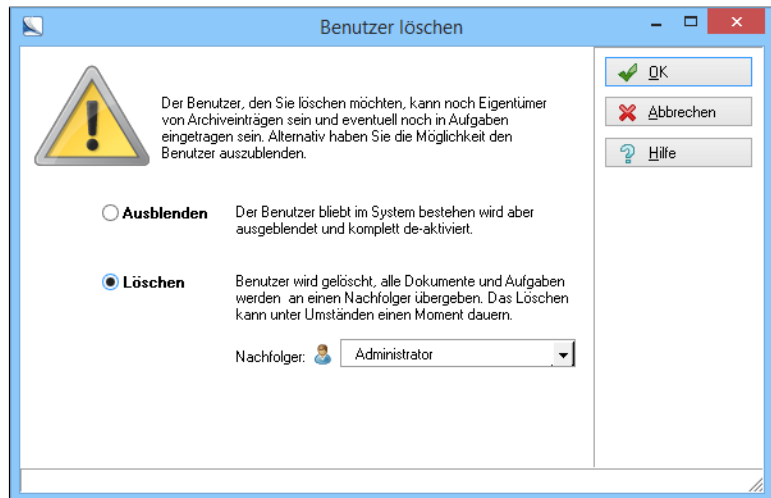 Benutzer löschen
Der Benutzer, den Sie löschen möchten, kann noch Eigentümer
von Archiveinträgen sein und eventuell noch in Aufgaben
eingetragen sein. Alternativ haben Sie die Möglichkeit den
Benutzer auszublenden.
Ausblenden
Der Benutzer bliebt im System bestehen wird aber
ausgeblendet und komplett de-aktiviert.
Löschen
Benutzer wird gelöscht, alle Dokumente und Aufgaben
werden an einen Nachfolger übergeben. Das Löschen
kann unter Umständen einen Moment dauern.
Nachfolger:
Administrator
OK
Abbrechen
Hilfe